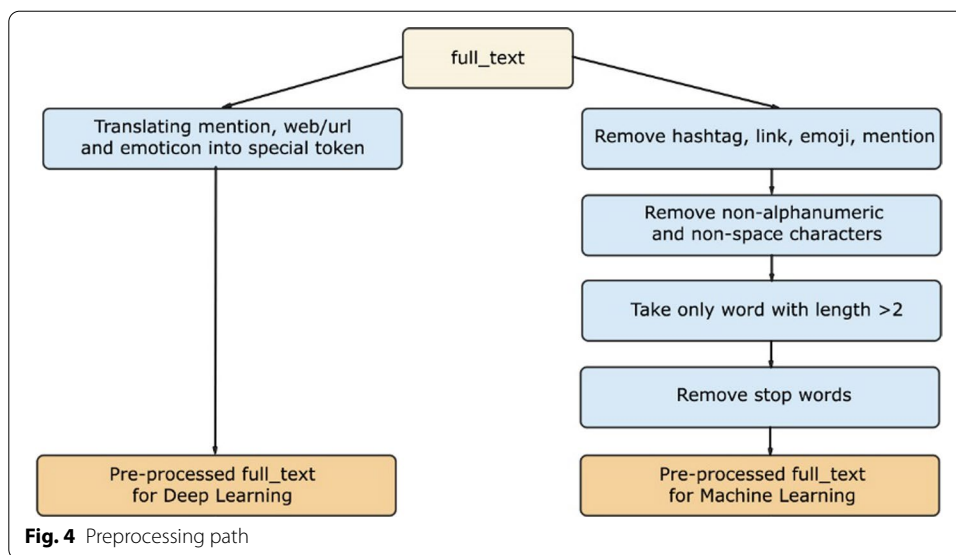 full_text
Translating mention, web/url
and emoticon into special token
Remove hashtag, link, emoji, mention
Remove non-alphanumeric
and non-space characters
Take only word with length >2
Remove stop words
Pre-processed full_text
for Deep Learning
Pre-processed full_text
for Machine Learning
Fig. 4 Preprocessing path